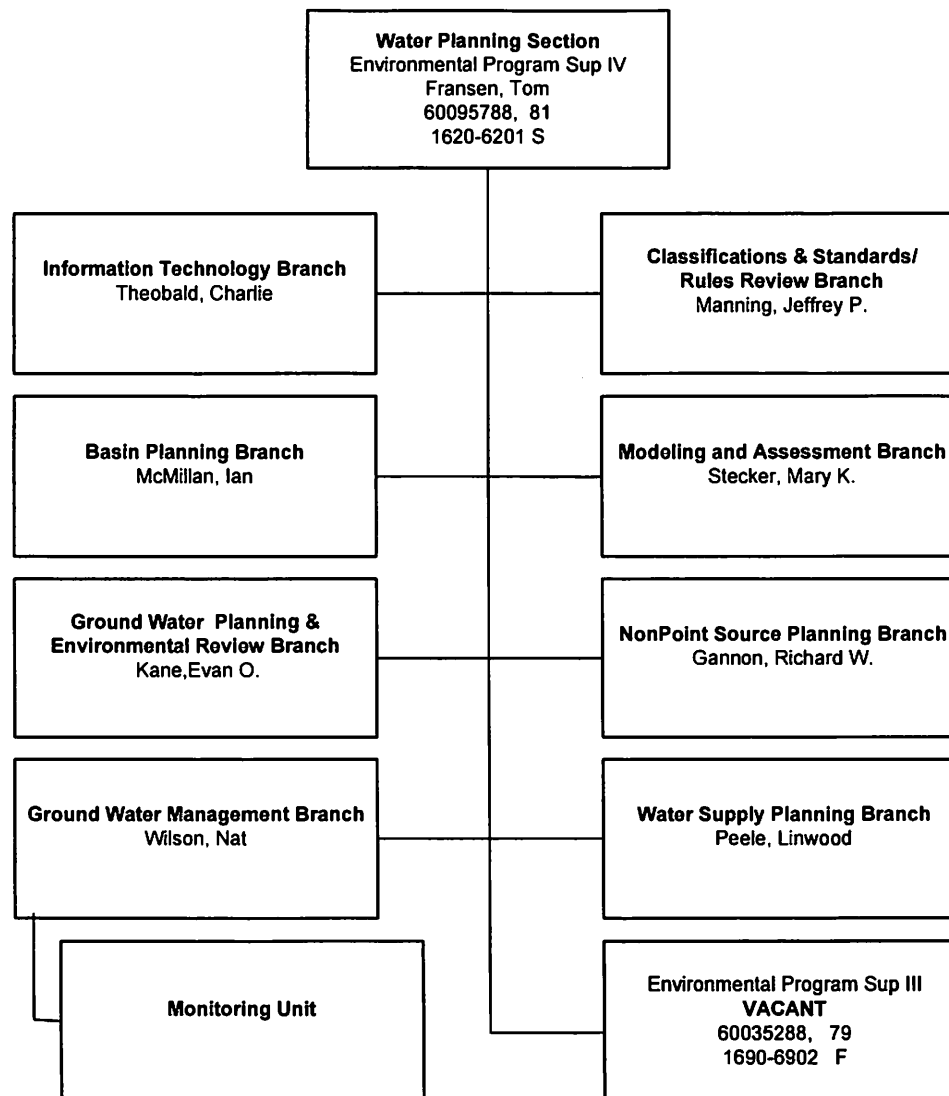 Water Planning Section
Environmental Program Sup IV
Fransen, Tom
60095788, 81
1620-6201 S
Information Technology Branch
Theobald, Charlie
Classifications & Standards/
Rules Review Branch
Manning, Jeffrey P.
Basin Planning Branch
McMillan, Ian
Modeling and Assessment Branch
Stecker, Mary K.
Ground Water Planning &
Environmental Review Branch
Kane,Evan O.
NonPoint Source Planning Branch
Gannon, Richard W.
Ground Water Management Branch
Wilson, Nat
Water Supply Planning Branch
Peele, Linwood
Monitoring Unit
Environmental Program Sup III
VACANT
60035288, 79
1690-6902 F